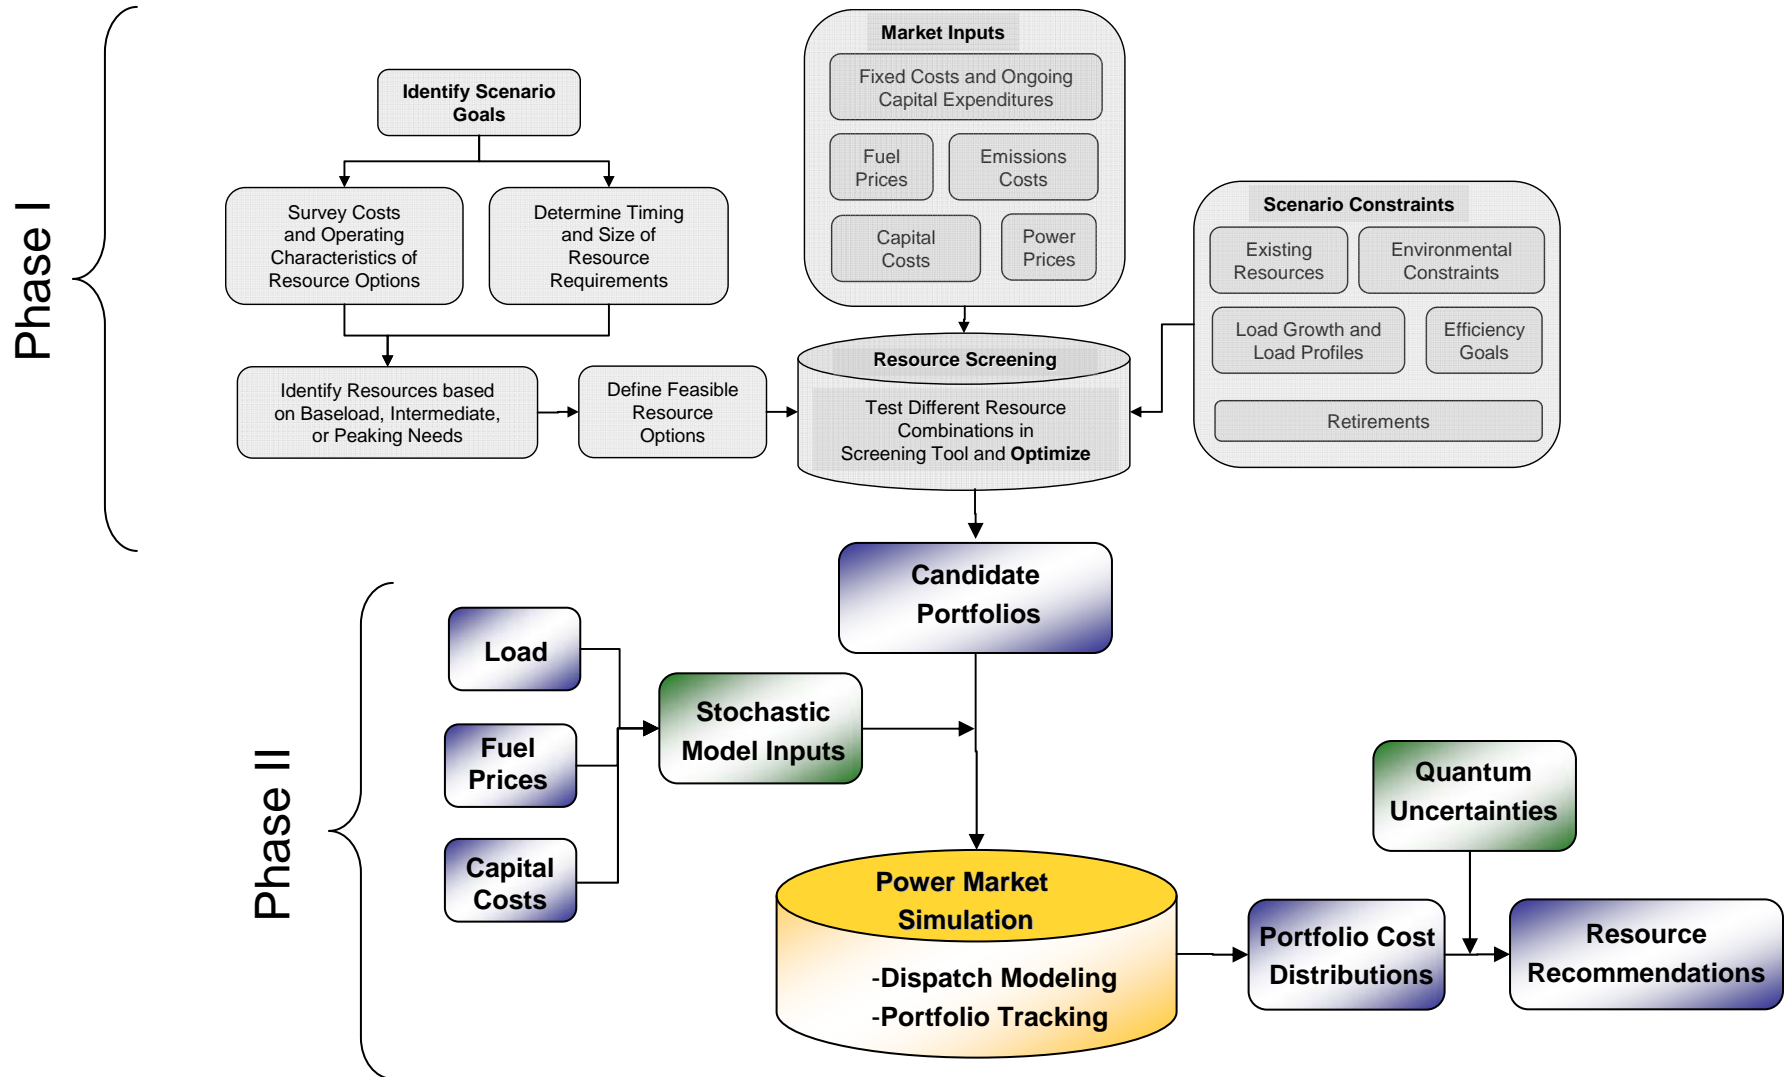 Phase I
Identify Scenario
Goals
Survey Costs
and Operating
Characteristics of
Resource Options
Determine Timing
and Size of
Resource
Requirements
Identify Resources based
on Baseload, Intermediate,
or Peaking Needs
Define Feasible
Resource
Options
Market Inputs
Fixed Costs and Ongoing
Capital Expenditures
Fuel
Prices
Emissions
Costs
Capital
Costs
Power
Prices
Scenario Constraints
Existing
Resources
Environmental
Constraints
Load Growth and
Load Profiles
Efficiency
Goals
Retirements
Resource Screening
Test Different Resource
Combinations in
Screening Tool and Optimize
Candidate
Portfolios
Phase II
Load
Fuel
Prices
Capital
Costs
Stochastic
Model Inputs
Power Market
Simulation
-Dispatch Modeling
-Portfolio Tracking
Portfolio Cost
Distributions
Quantum
Uncertainties
Resource
Recommendations